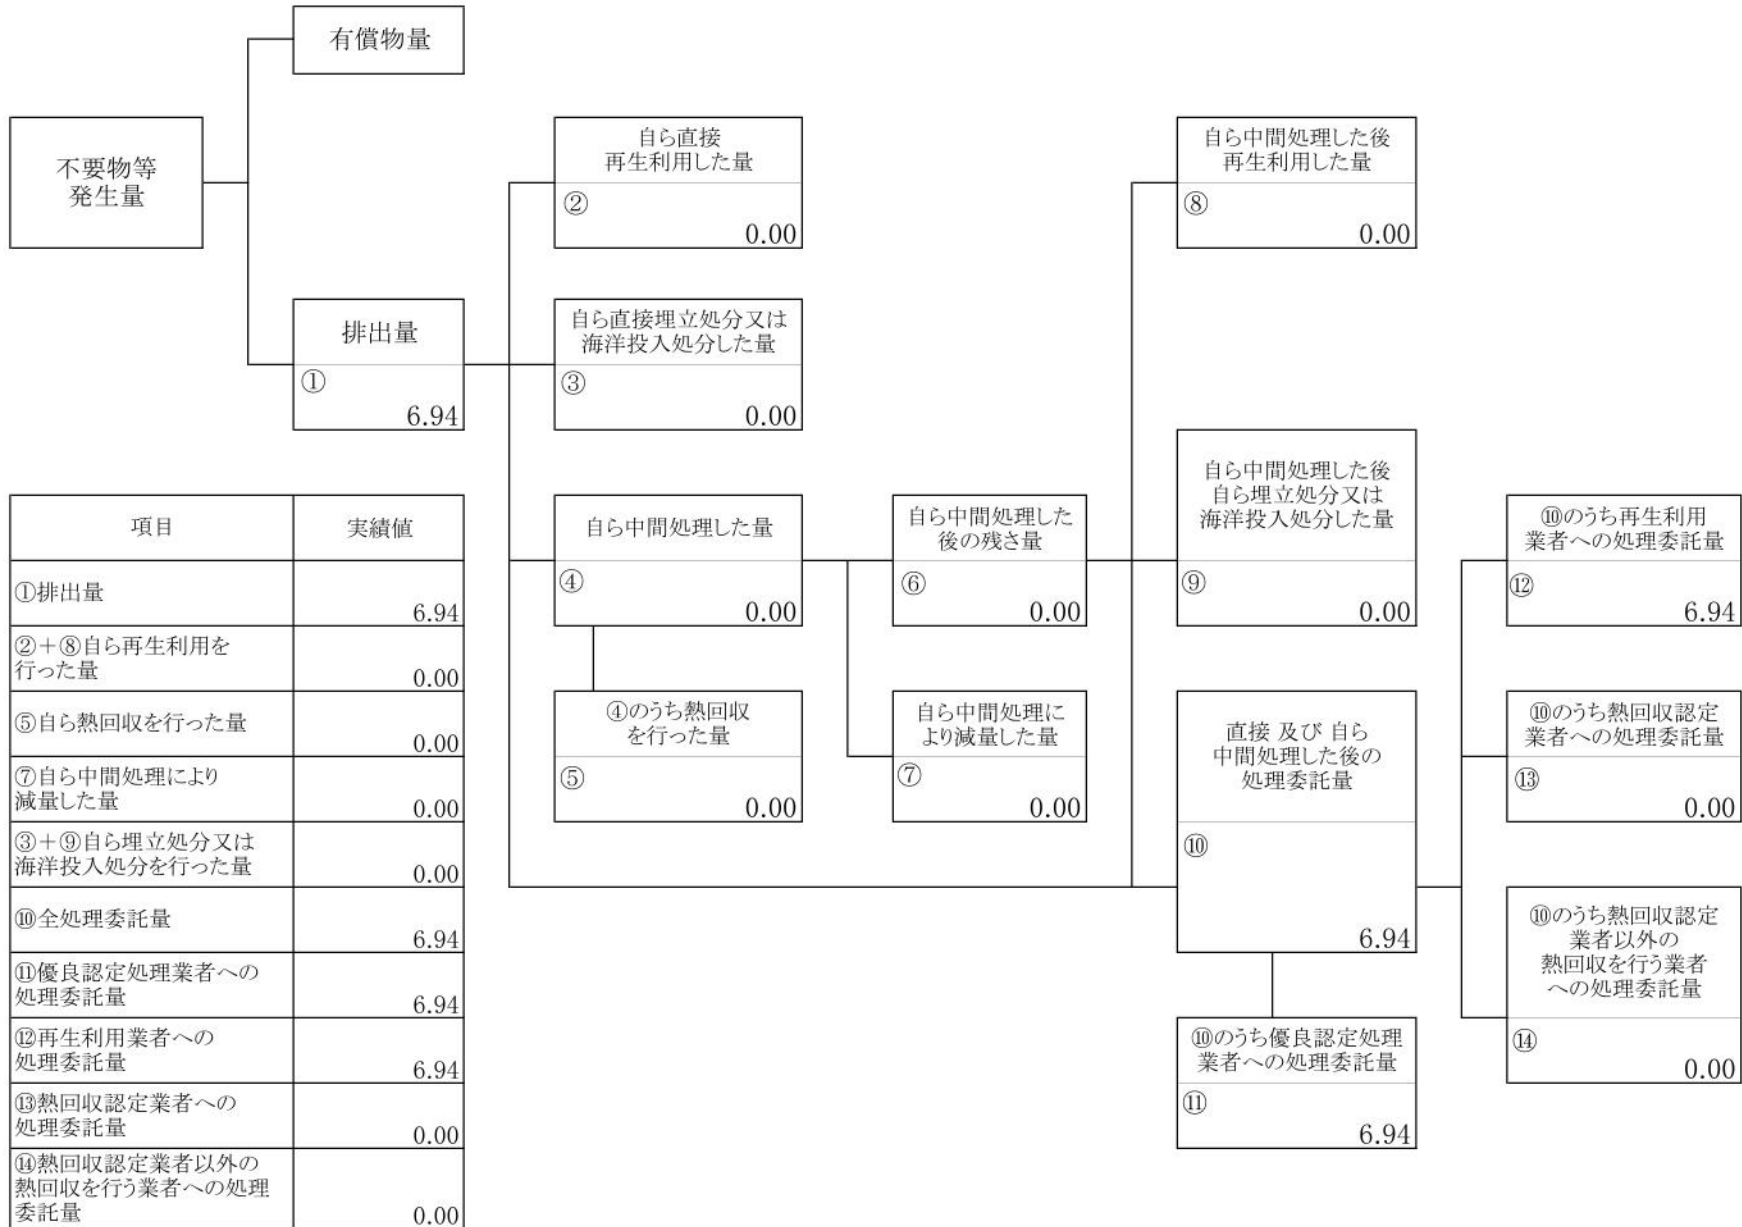 有償物量
不要物等
発生量
自ら直接
再生利用した量
②
0.00
自ら中間処理した後
再生利用した量
⑧
0.00
排出量
①
6.94
自ら直接埋立処分又は
海洋投入処分した量
③
0.00
項目
実績値
①排出量
6.94
②+⑧自ら再生利用を
行った量
0.00
⑤自ら熱回収を行った量
0.00
⑦自ら中間処理により
減量した量
0.00
③+⑨自ら埋立処分又は
海洋投入処分を行った量
0.00
⑩全処理委託量
6.94
⑪優良認定処理業者への
処理委託量
6.94
⑫再生利用業者への
処理委託量
6.94
⑬熱回収認定業者への
処理委託量
0.00
⑭熱回収認定業者以外の
熱回収を行う業者への処理
委託量
0.00
自ら中間処理した量
④
0.00
④のうち熱回収
を行った量
⑤
0.00
自ら中間処理した
後の残さ量
⑥
0.00
自ら中間処理に
より減量した量
⑦
0.00
自ら中間処理した後
自ら埋立処分又は
海洋投入処分した量
⑨
0.00
直接 及び 自ら
中間処理した後の
処理委託量
⑩
6.94
⑩のうち優良認定処理
業者への処理委託量
⑪
6.94
⑩のうち再生利用
業者への処理委託量
⑫
6.94
⑩のうち熱回収認定
業者への処理委託量
⑬
0.00
⑩のうち熱回収認定
業者以外の
熱回収を行う業者
への処理委託量
⑭
0.00